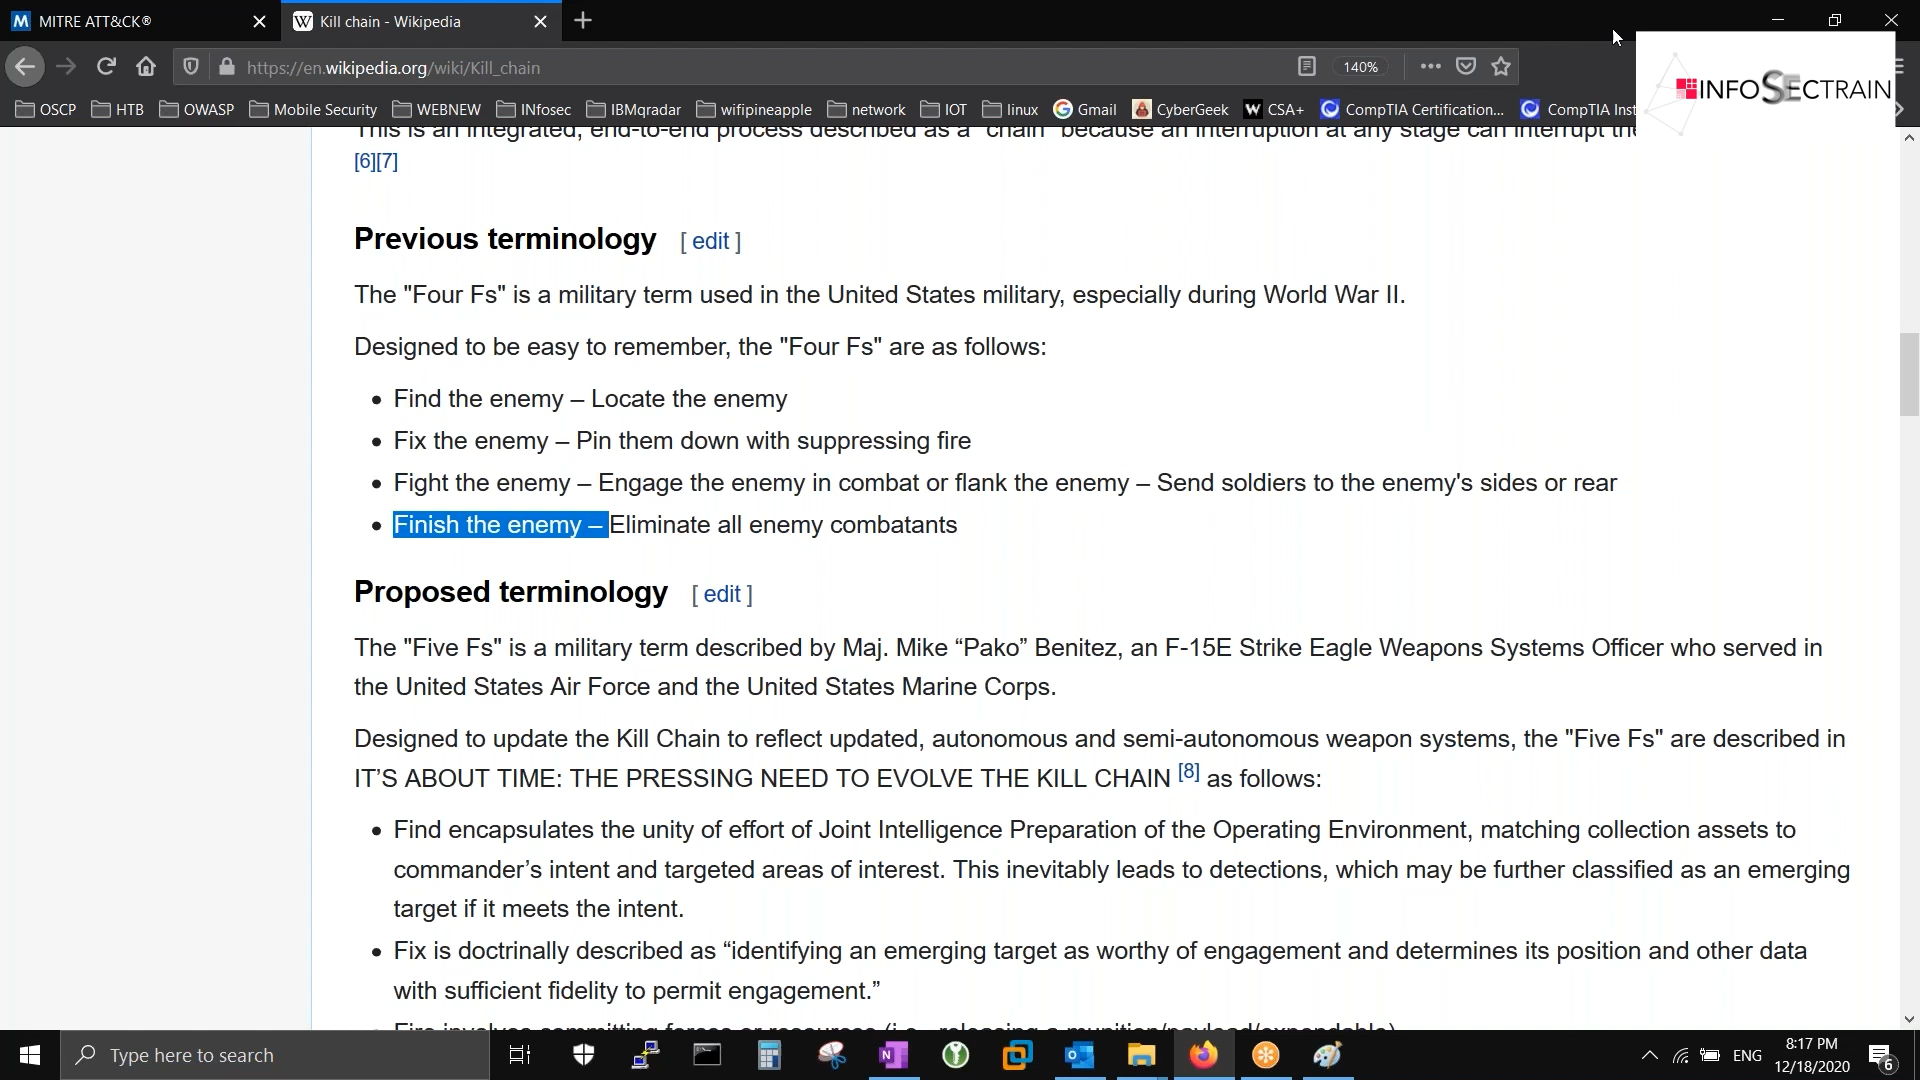 MITRE ATT&CK®
W Kill chain - Wikipedia
https://en.wikipedia.org/wiki/Kill_chain
140%
OSCP HTB OWASP Mobile Security WEBNEW INfosec IBMqradar wifipineapple network IOT linux Gmail CyberGeek W CSA+ CompTIA Certification... CompTIA Inst
INFOSECTRAIN
This is an integrated, end-to-end process described as a "chain" because an interruption at any stage can interrupt the
[6][7]
Previous terminology [ edit ]
The "Four Fs" is a military term used in the United States military, especially during World War II.
Designed to be easy to remember, the "Four Fs" are as follows:
• Find the enemy – Locate the enemy
• Fix the enemy – Pin them down with suppressing fire
• Fight the enemy – Engage the enemy in combat or flank the enemy – Send soldiers to the enemy's sides or rear
• Finish the enemy – Eliminate all enemy combatants
Proposed terminology [ edit ]
The "Five Fs" is a military term described by Maj. Mike “Pako” Benitez, an F-15E Strike Eagle Weapons Systems Officer who served in
the United States Air Force and the United States Marine Corps.
Designed to update the Kill Chain to reflect updated, autonomous and semi-autonomous weapon systems, the "Five Fs" are described in
IT’S ABOUT TIME: THE PRESSING NEED TO EVOLVE THE KILL CHAIN [8] as follows:
• Find encapsulates the unity of effort of Joint Intelligence Preparation of the Operating Environment, matching collection assets to
commander’s intent and targeted areas of interest. This inevitably leads to detections, which may be further classified as an emerging
target if it meets the intent.
• Fix is doctrinally described as “identifying an emerging target as worthy of engagement and determines its position and other data
with sufficient fidelity to permit engagement.”
• Fire involves committing forces or resources (i.e., releasing a munition/payload/expendable)
Type here to search
ENG
8:17 PM
12/18/2020
6